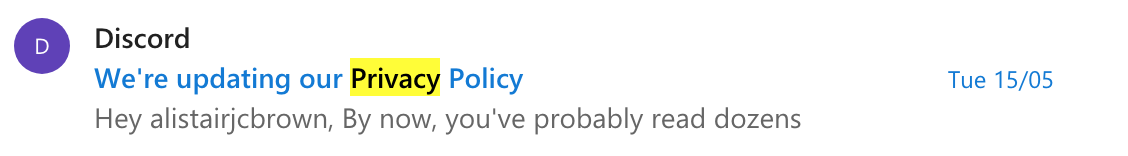 D
Discord
We're updating our Privacy Policy
Tue 15/05
Hey alistairjcbrown, By now, you've probably read dozens